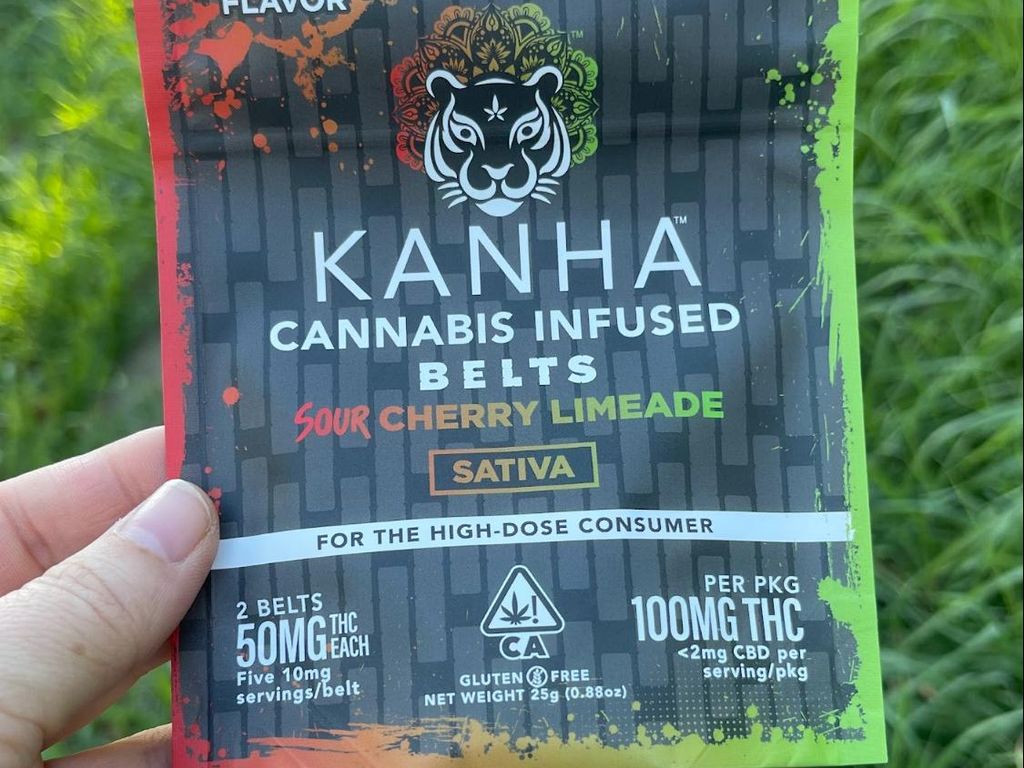 FLAVOR
KANHA™
CANNABIS INFUSED
BELTS
SOUR CHERRY LIMEADE
SATIVA
FOR THE HIGH-DOSE CONSUMER
2 BELTS
50MG THC EACH
Five 10mg
servings/belt
CA
GLUTEN FREE
NET WEIGHT 25g (0.88oz)
PER PKG
100MG THC
<2mg CBD per
serving/pkg